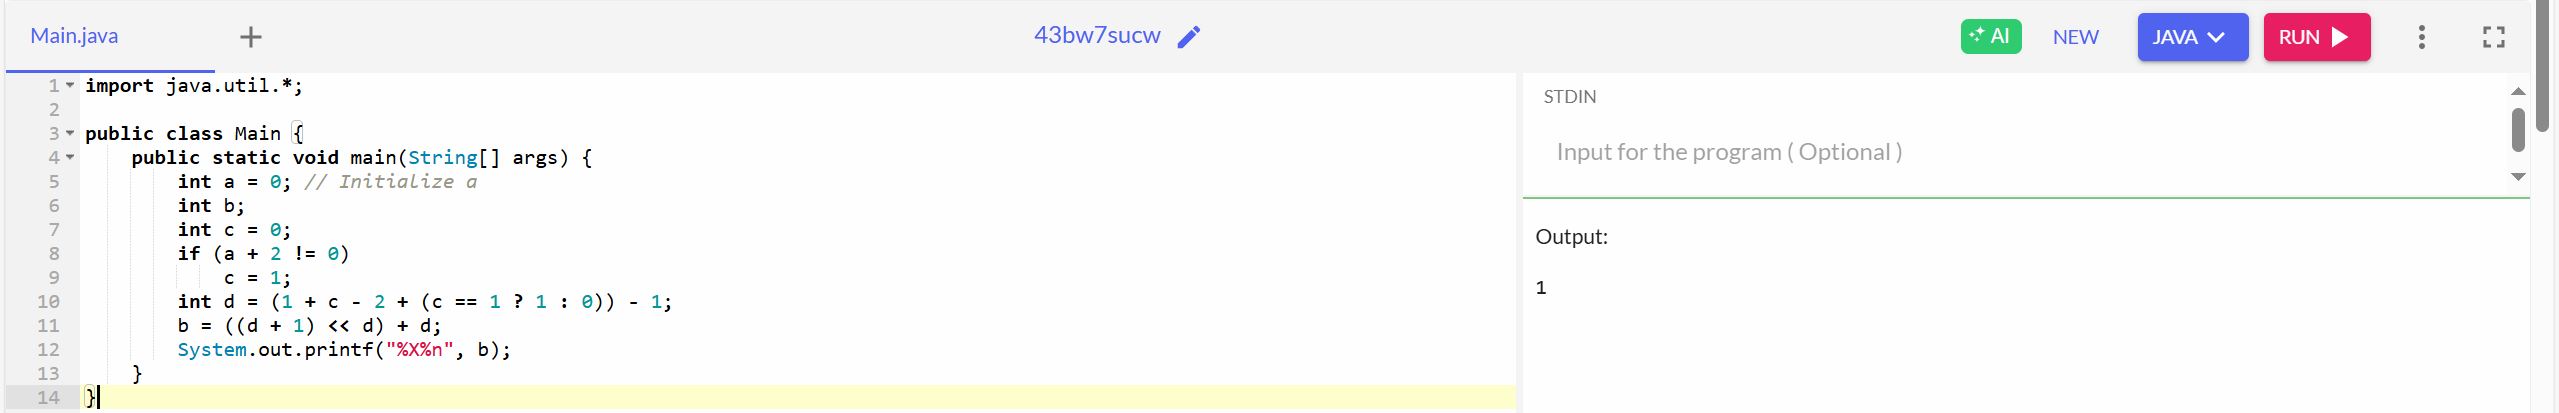 Main.java + 43bw7sucw AI NEW JAVA RUN
1 import java.util.*;
2
3 public class Main {
4     public static void main(String[] args) {
5         int a = 0; // Initialize a
6         int b;
7         int c = 0;
8         if (a + 2 != 0)
9             c = 1;
10         int d = (1 + c - 2 + (c == 1 ? 1 : 0)) - 1;
11         b = ((d + 1) << d) + d;
12         System.out.printf("%X%n", b);
13     }
14 }
STDIN
Input for the program ( Optional )
Output:
1